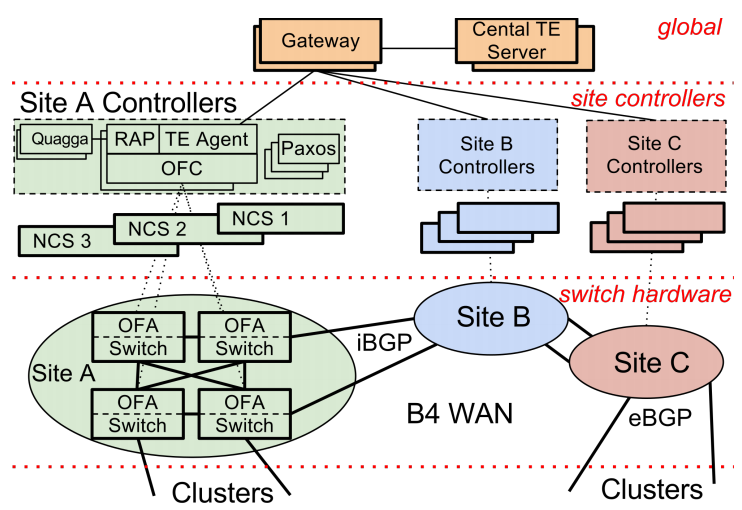 global
Gateway
Cental TE
Server
site controllers
Site A Controllers
Quagga
RAP
TE Agent
OFC
Paxos
Site B
Controllers
Site C
Controllers
NCS 1
NCS 2
NCS 3
switch hardware
OFA
Switch
OFA
Switch
Site A
OFA
Switch
OFA
Switch
iBGP
Site B
Site C
B4 WAN
eBGP
Clusters
Clusters